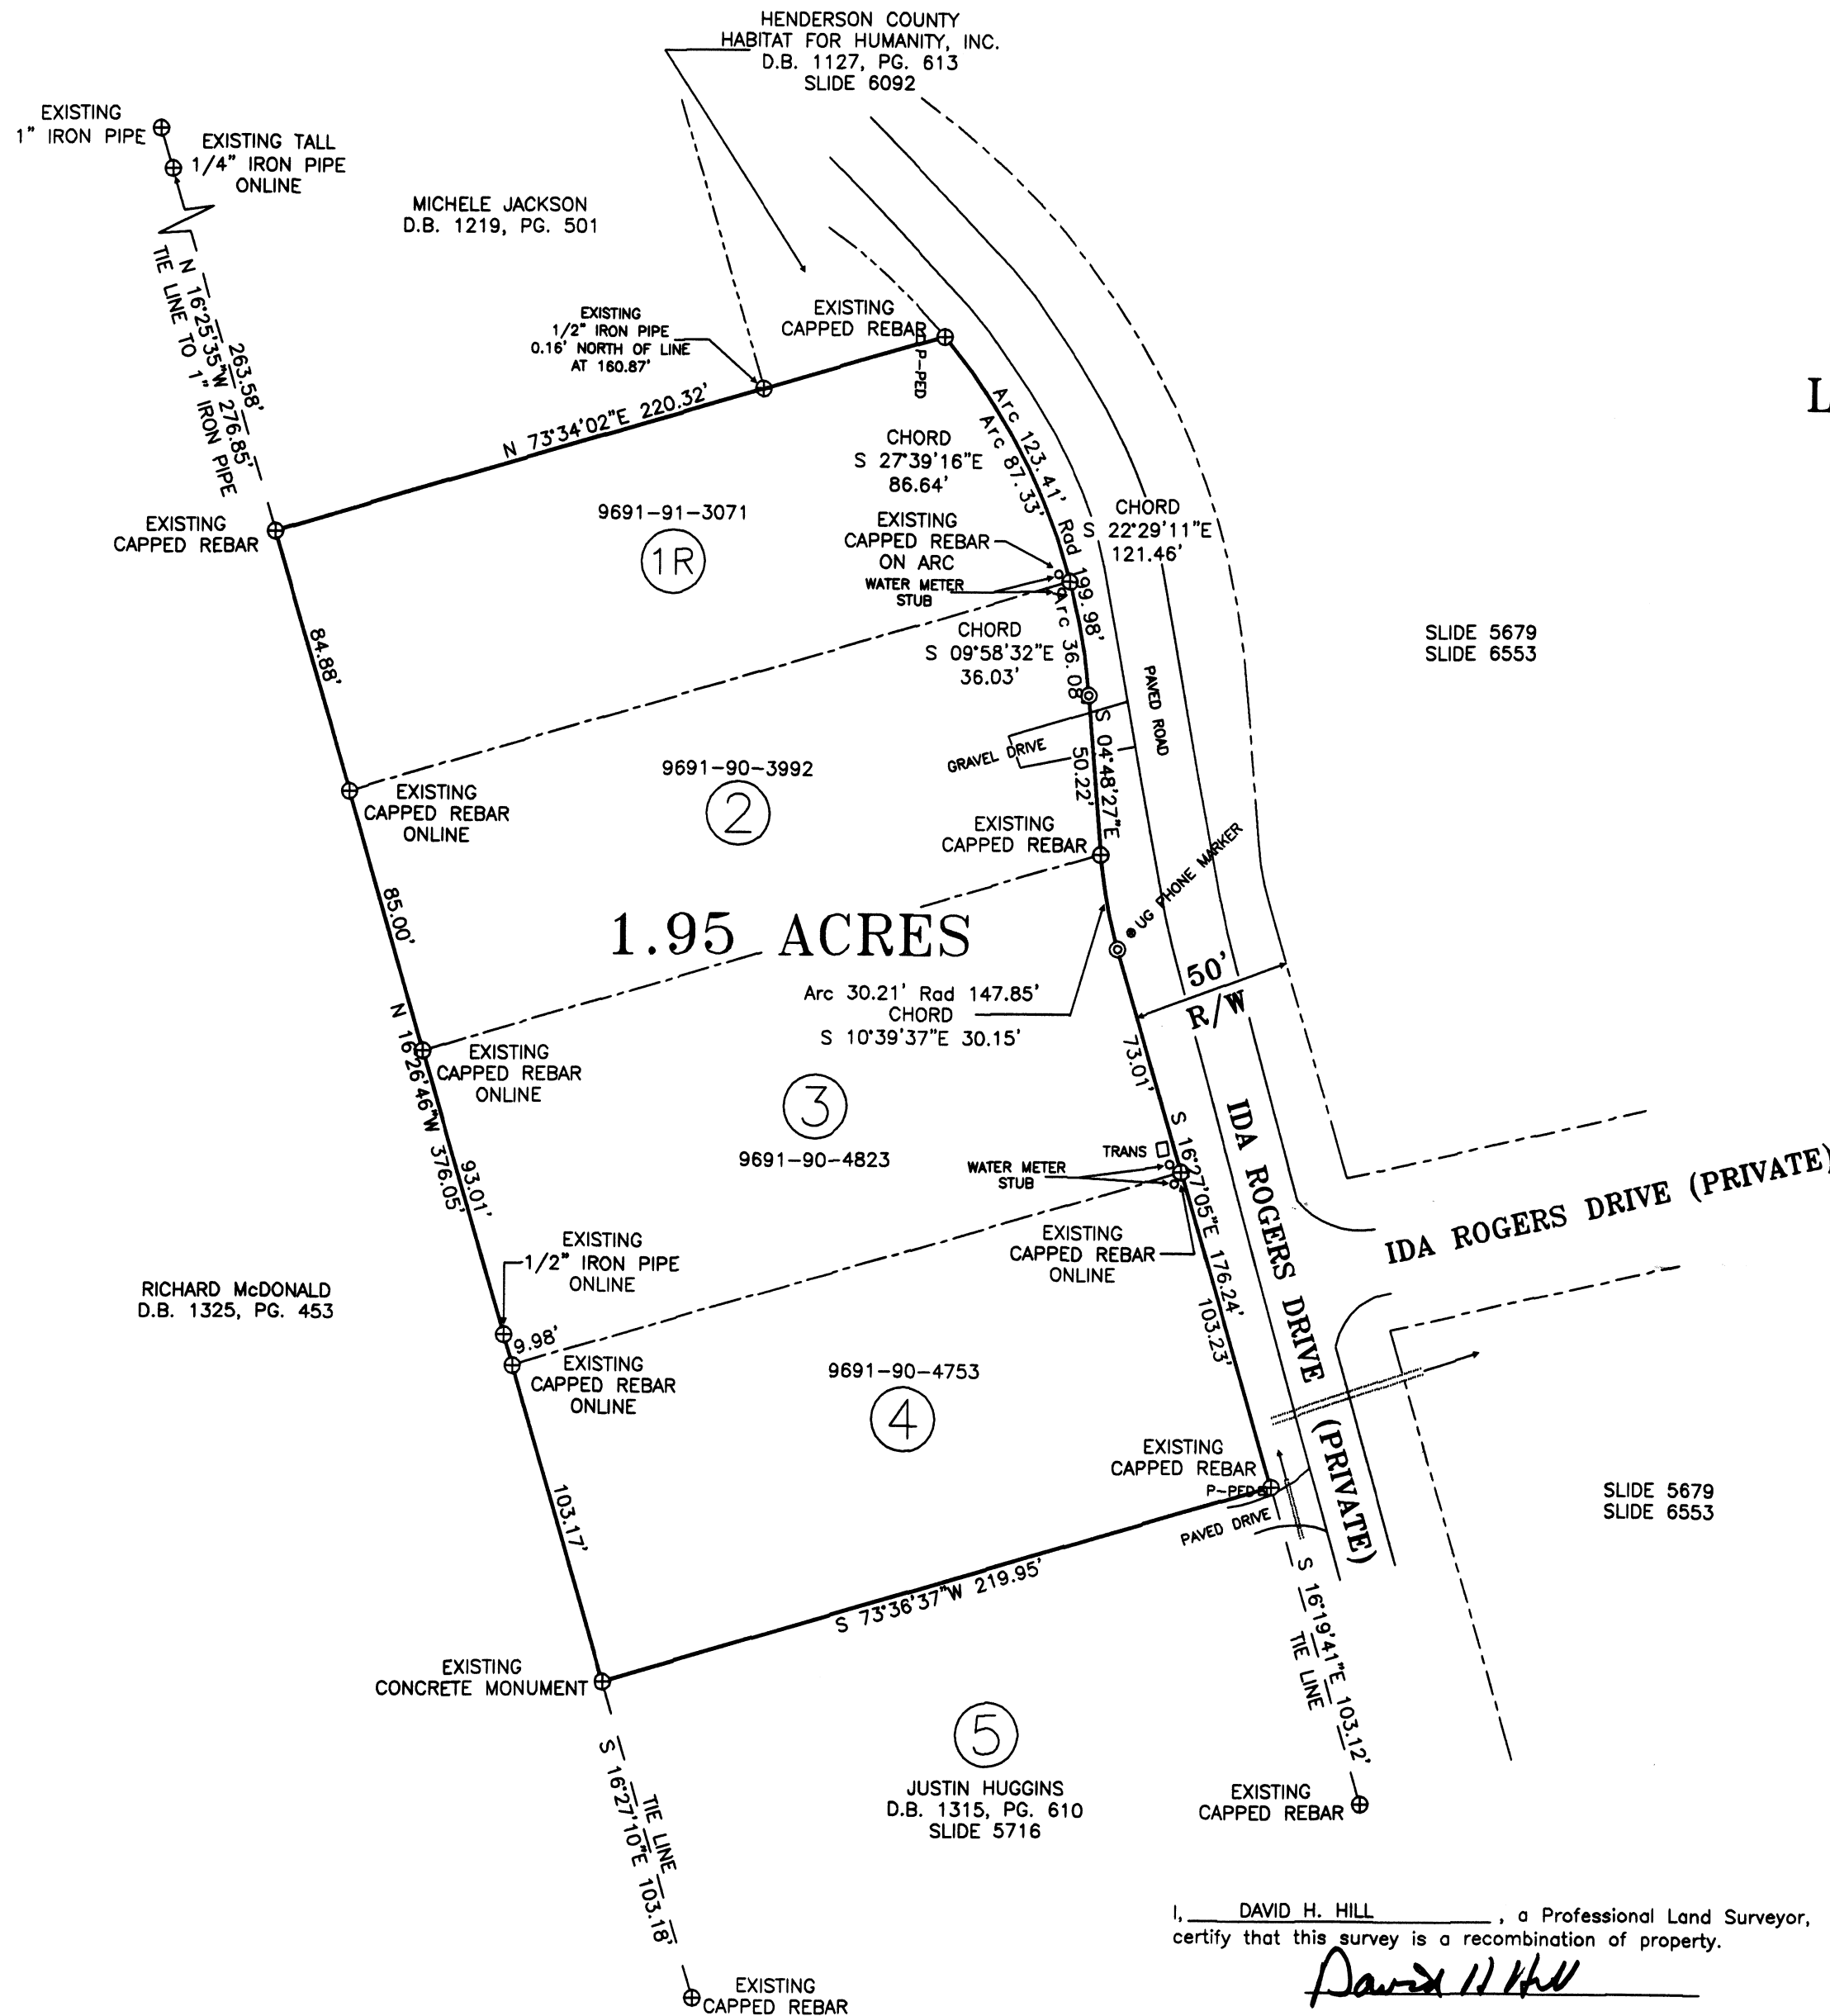 HENDERSON COUNTY
HABITAT FOR HUMANITY, INC.
D.B. 1127, PG. 613
SLIDE 6092
EXISTING
1" IRON PIPE
EXISTING TALL
1/4" IRON PIPE
ONLINE
MICHELE JACKSON
D.B. 1219, PG. 501
263.58'
N 16°25'35"W 276.85'
TIE LINE TO 1" IRON PIPE
EXISTING
1/2" IRON PIPE
0.16' NORTH OF LINE
AT 160.87'
EXISTING
CAPPED REBAR
P-PED
L
N 73°34'02"E 220.32'
Arc 123.41' Rad 199.98'
Arc 87.33'
CHORD
S 27°39'16"E
86.64'
CHORD
S 22°29'11"E
121.46'
EXISTING
CAPPED REBAR
9691-91-3071
1R
EXISTING
CAPPED REBAR
ON ARC
WATER METER
STUB
Arc 36.08'
CHORD
S 09°58'32"E
36.03'
SLIDE 5679
SLIDE 6553
84.88'
PAVED ROAD
GRAVEL DRIVE
S 04°48'27"E
50.22'
9691-90-3992
2
EXISTING
CAPPED REBAR
ONLINE
EXISTING
CAPPED REBAR
UG PHONE MARKER
85.00'
1.95 ACRES
50'
R/W
Arc 30.21' Rad 147.85'
CHORD
S 10°39'37"E 30.15'
73.01'
N 16°26'46"W 376.05'
EXISTING
CAPPED REBAR
ONLINE
3
9691-90-4823
TRANS
WATER METER
STUB
S 16°27'05"E 176.24'
IDA ROGERS DRIVE (PRIVATE)
IDA ROGERS DRIVE (PRIVATE)
93.01'
EXISTING
1/2" IRON PIPE
ONLINE
EXISTING
CAPPED REBAR
ONLINE
RICHARD McDONALD
D.B. 1325, PG. 453
9.98'
103.23'
EXISTING
CAPPED REBAR
ONLINE
9691-90-4753
4
EXISTING
CAPPED REBAR
P-PED
PAVED DRIVE
SLIDE 5679
SLIDE 6553
103.17'
S 73°36'37"W 219.95'
S 16°19'41"E 103.12'
TIE LINE
EXISTING
CONCRETE MONUMENT
5
JUSTIN HUGGINS
D.B. 1315, PG. 610
SLIDE 5716
EXISTING
CAPPED REBAR
TIE LINE
S 16°27'10"E 103.18'
I, DAVID H. HILL, a Professional Land Surveyor,
certify that this survey is a recombination of property.
David H Hill
EXISTING
CAPPED REBAR